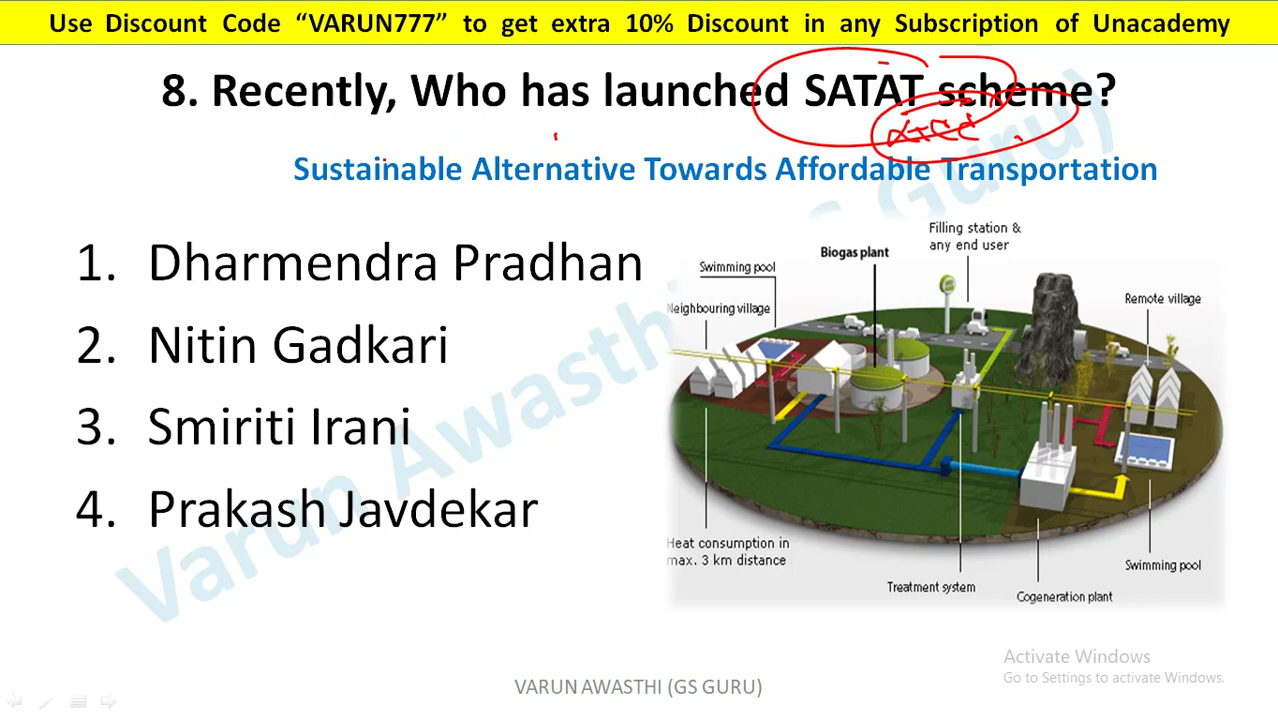 Use Discount Code “VARUN777” to get extra 10% Discount in any Subscription of Unacademy
8. Recently, Who has launched SATAT scheme?
Sustainable Alternative Towards Affordable Transportation
1. Dharmendra Pradhan
2. Nitin Gadkari
3. Smiriti Irani
4. Prakash Javdekar
Filling station &
any end user
Biogas plant
Swimming pool
Neighbouring village
Remote village
Heat consumption in
max. 3 km distance
Treatment system
Cogeneration plant
Swimming pool
Varun Awasthi (GS Guru)
Activate Windows
Go to Settings to activate Windows.
VARUN AWASTHI (GS GURU)